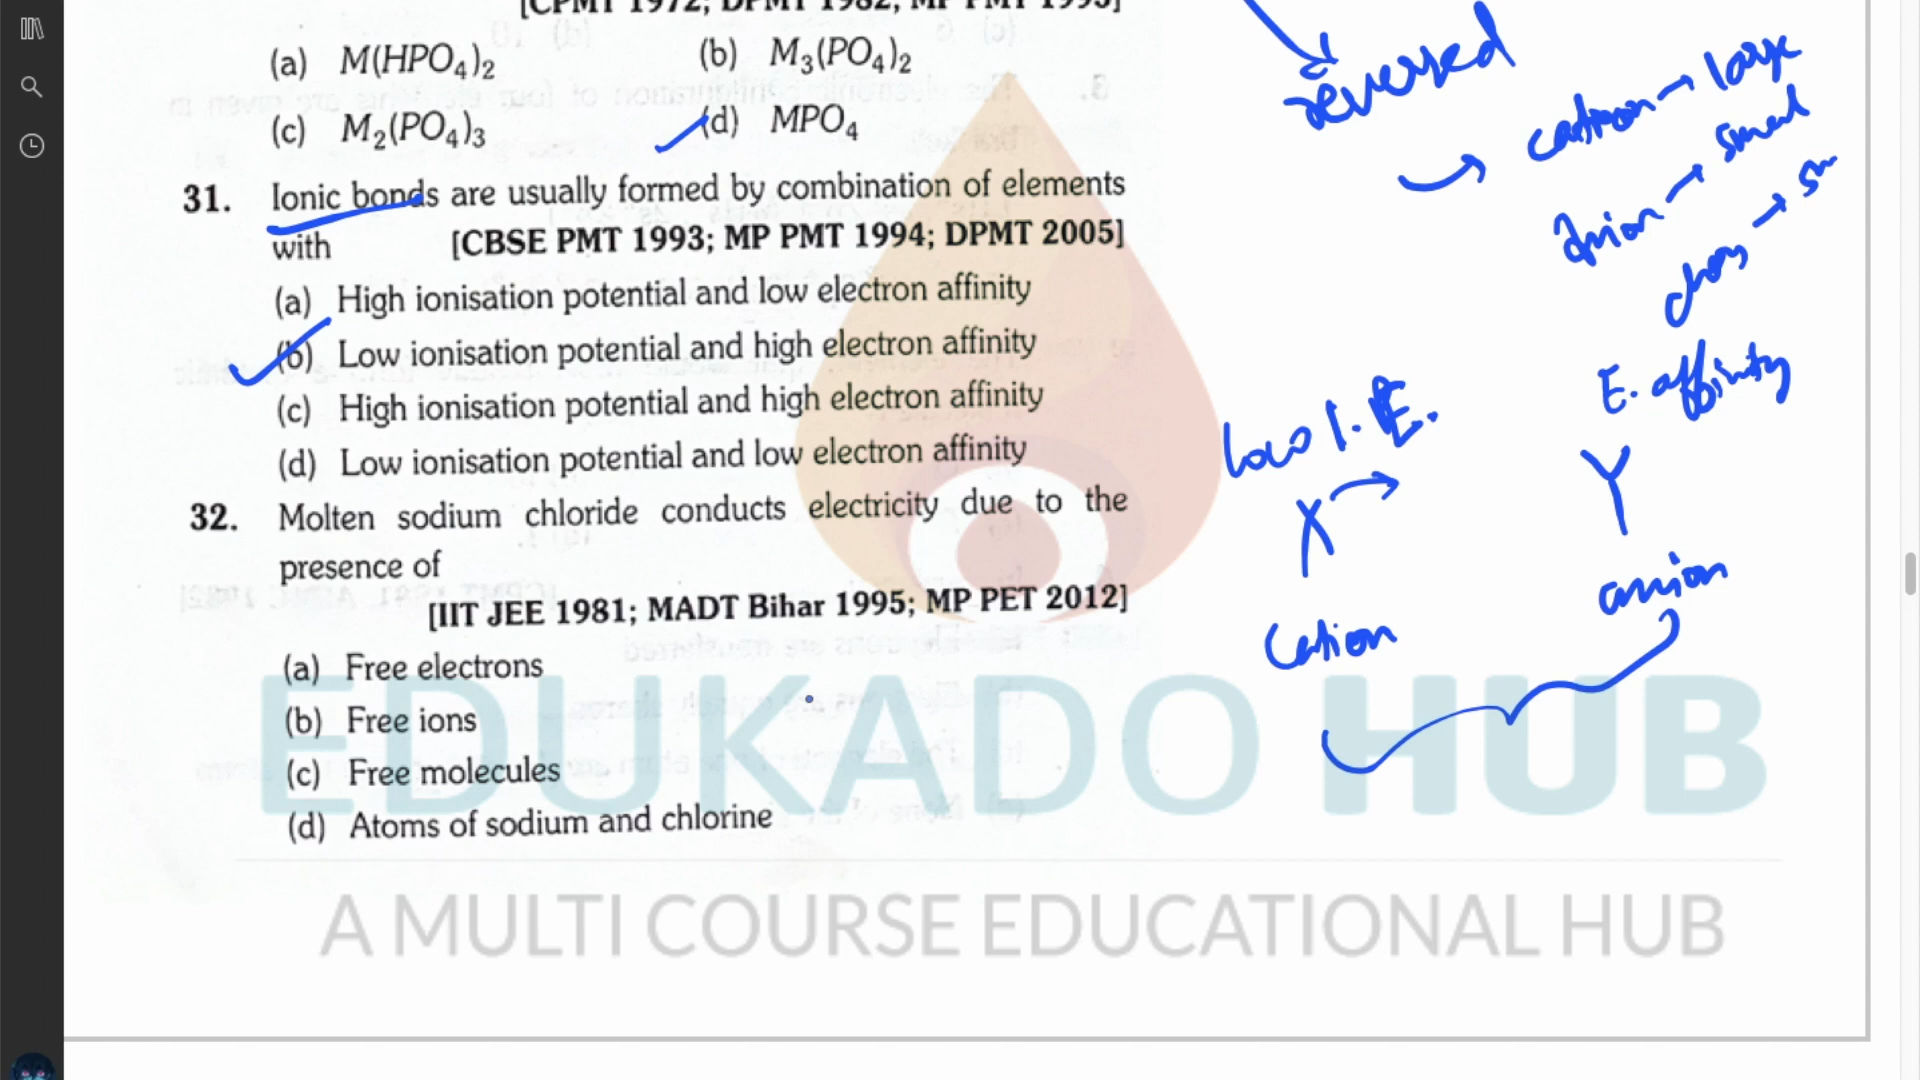 [CPMT 1972; DPMT 1982; MP PMT 1993]
(a) M(HPO₄)₂ (b) M₃(PO₄)₂
(c) M₂(PO₄)₃ (d) MPO₄
31. Ionic bonds are usually formed by combination of elements
with [CBSE PMT 1993; MP PMT 1994; DPMT 2005]
(a) High ionisation potential and low electron affinity
(b) Low ionisation potential and high electron affinity
(c) High ionisation potential and high electron affinity
(d) Low ionisation potential and low electron affinity
32. Molten sodium chloride conducts electricity due to the
presence of
[IIT JEE 1981; MADT Bihar 1995; MP PET 2012]
(a) Free electrons
(b) Free ions
(c) Free molecules
(d) Atoms of sodium and chlorine
reversed
cation → large
Anion → small
E. affinity
low I.E.
X
Y
Cation
anion
EDUKADO HUB
A MULTI COURSE EDUCATIONAL HUB